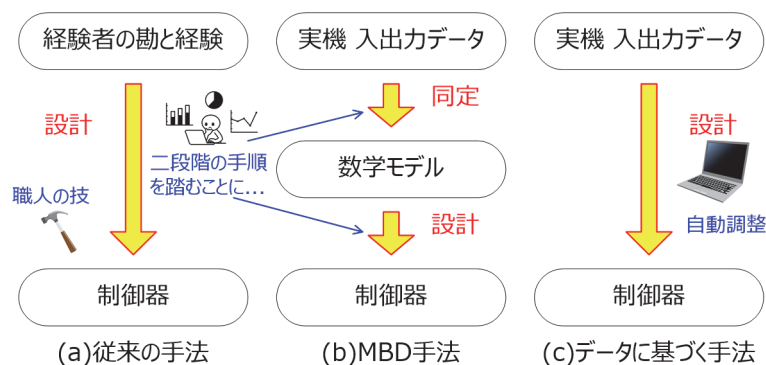 経験者の勘と経験
設計
職人の技
制御器
(a)従来の手法
二段階の手順
を踏むことに...
実機 入出力データ
同定
数学モデル
設計
制御器
(b)MBD手法
実機 入出力データ
設計
自動調整
制御器
(c)データに基づく手法